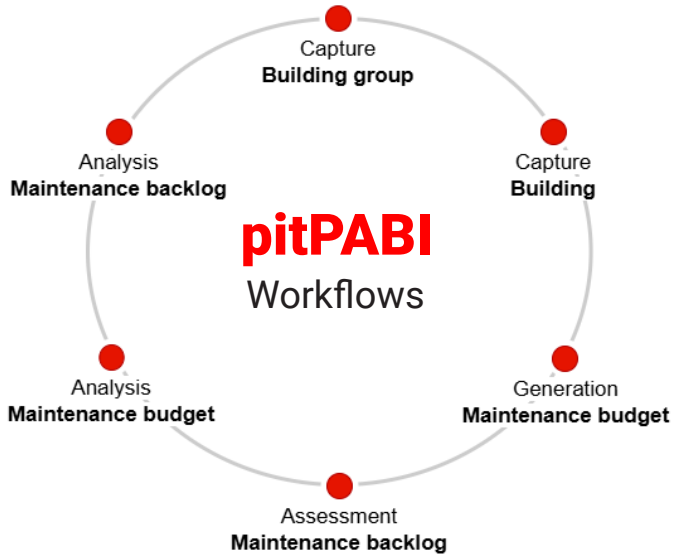 Capture
Building group
Capture
Building
Generation
Maintenance budget
Assessment
Maintenance backlog
Analysis
Maintenance budget
Analysis
Maintenance backlog
pitPABI
Workflows